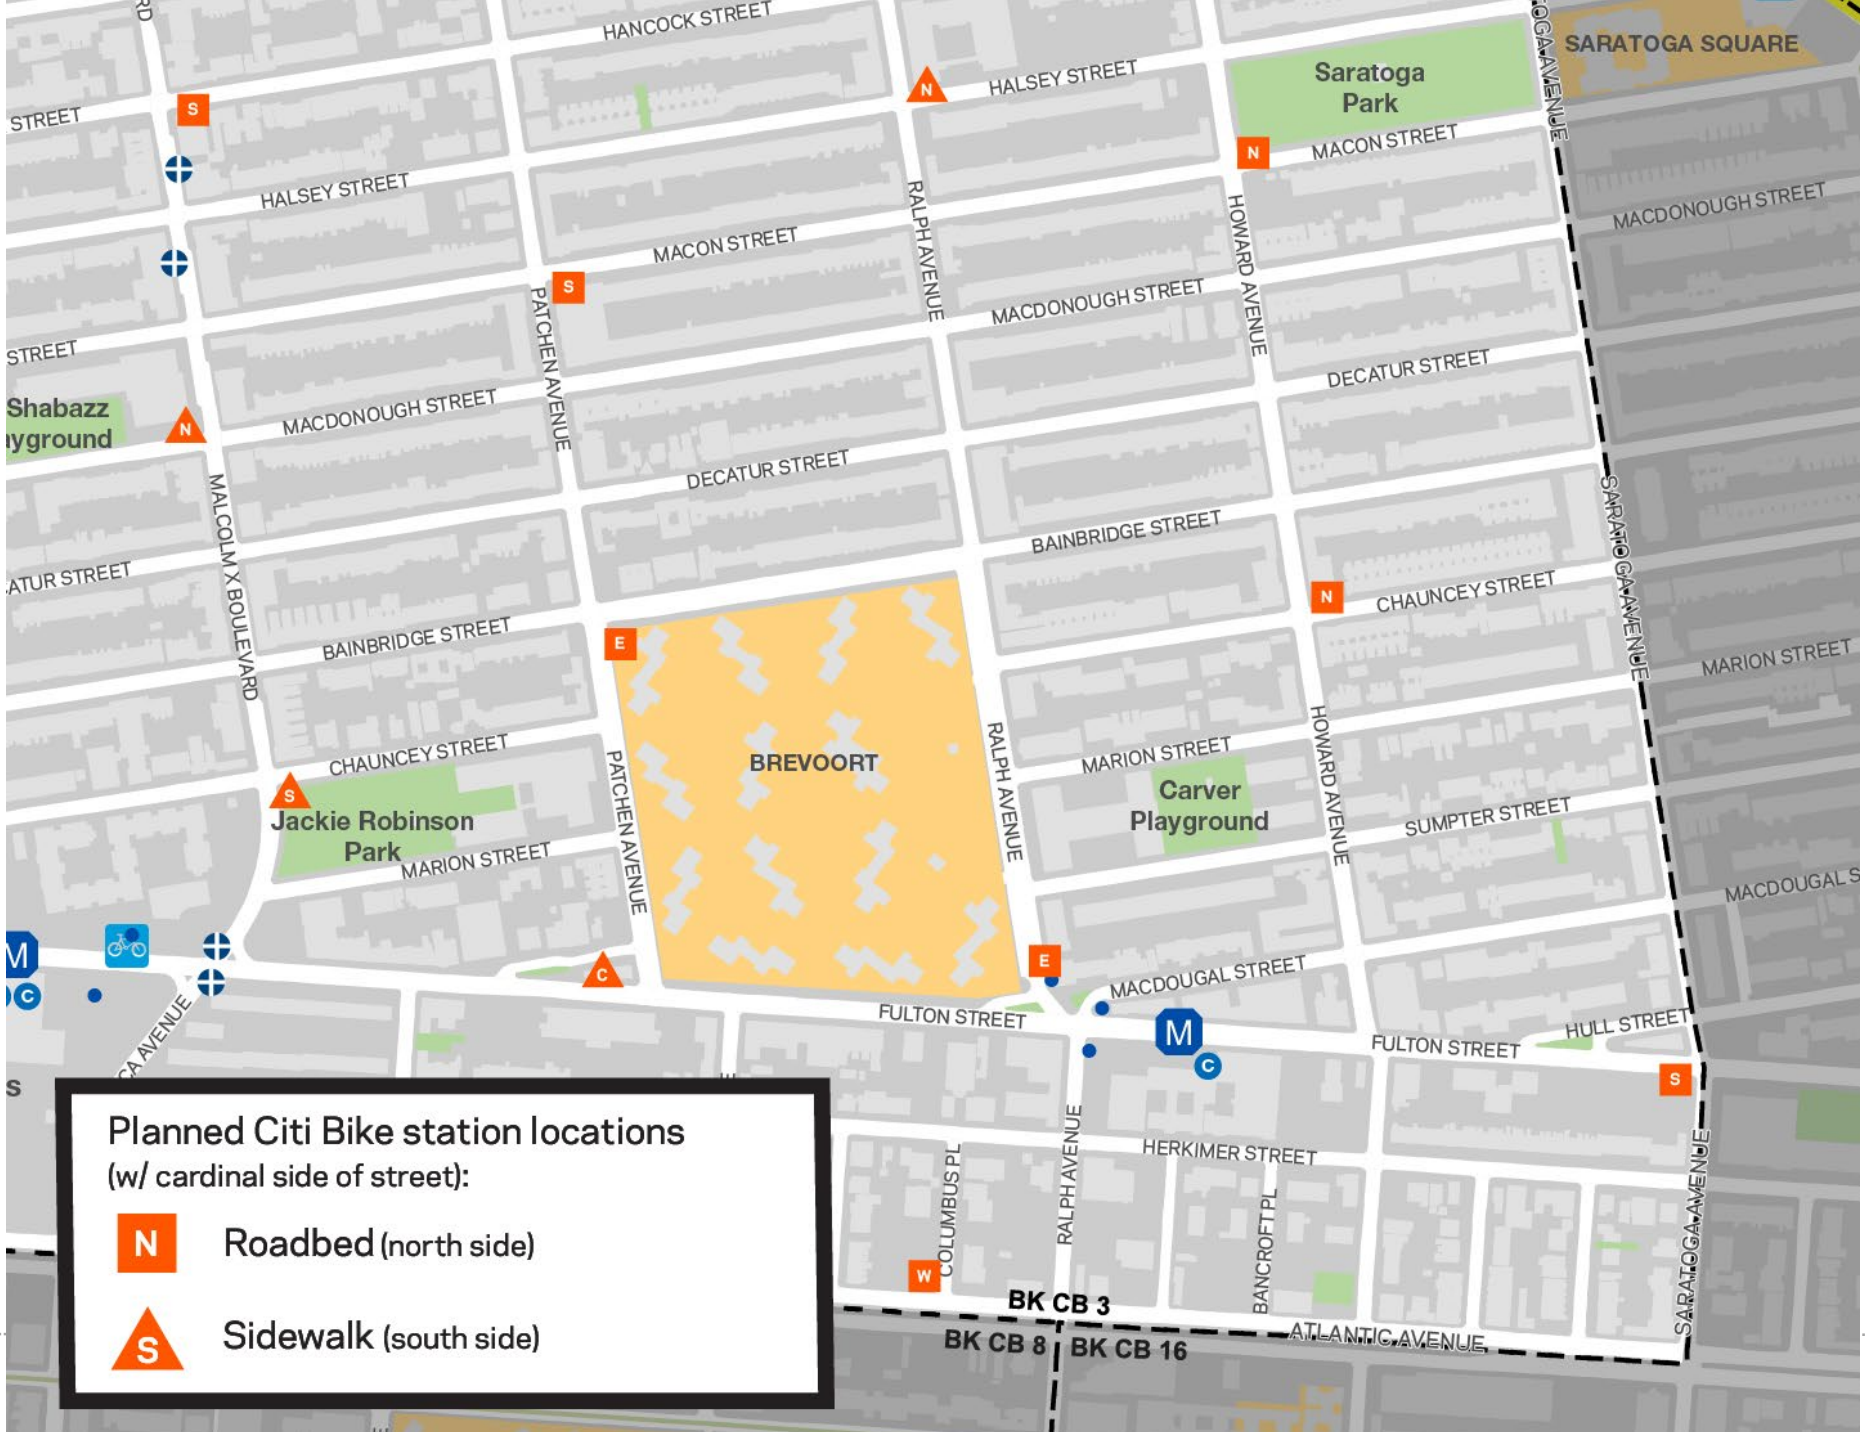 HANCOCK STREET
SARATOGA SQUARE
Saratoga
Park
HALSEY STREET
N
S
STREET
MACON STREET
N
HALSEY STREET
MACDONOUGH STREET
RALPH AVENUE
HOWARD AVENUE
MACON STREET
S
PATCHEN AVENUE
MACDONOUGH STREET
STREET
DECATUR STREET
Shabazz
yground
N
MACDONOUGH STREET
DECATUR STREET
MALCOLM X BOULEVARD
SARATOGA AVENUE
BAINBRIDGE STREET
ATUR STREET
N
CHAUNCEY STREET
BAINBRIDGE STREET
E
MARION STREET
HOWARD AVENUE
RALPH AVENUE
CHAUNCEY STREET
PATCHEN AVENUE
BREVOORT
MARION STREET
S
Carver
Playground
Jackie Robinson
Park
SUMPTER STREET
MARION STREET
MACDOUGAL S
M
C
C
E
MACDOUGAL STREET
FULTON STREET
M
C
HULL STREET
FULTON STREET
CA AVENUE
S
S
Planned Citi Bike station locations
(w/ cardinal side of street):
N Roadbed (north side)
S Sidewalk (south side)
HERKIMER STREET
COLUMBUS PL
RALPH AVENUE
BANCROFT PL
SARATOGA AVENUE
W
BK CB 3
ATLANTIC AVENUE
BK CB 8
BK CB 16